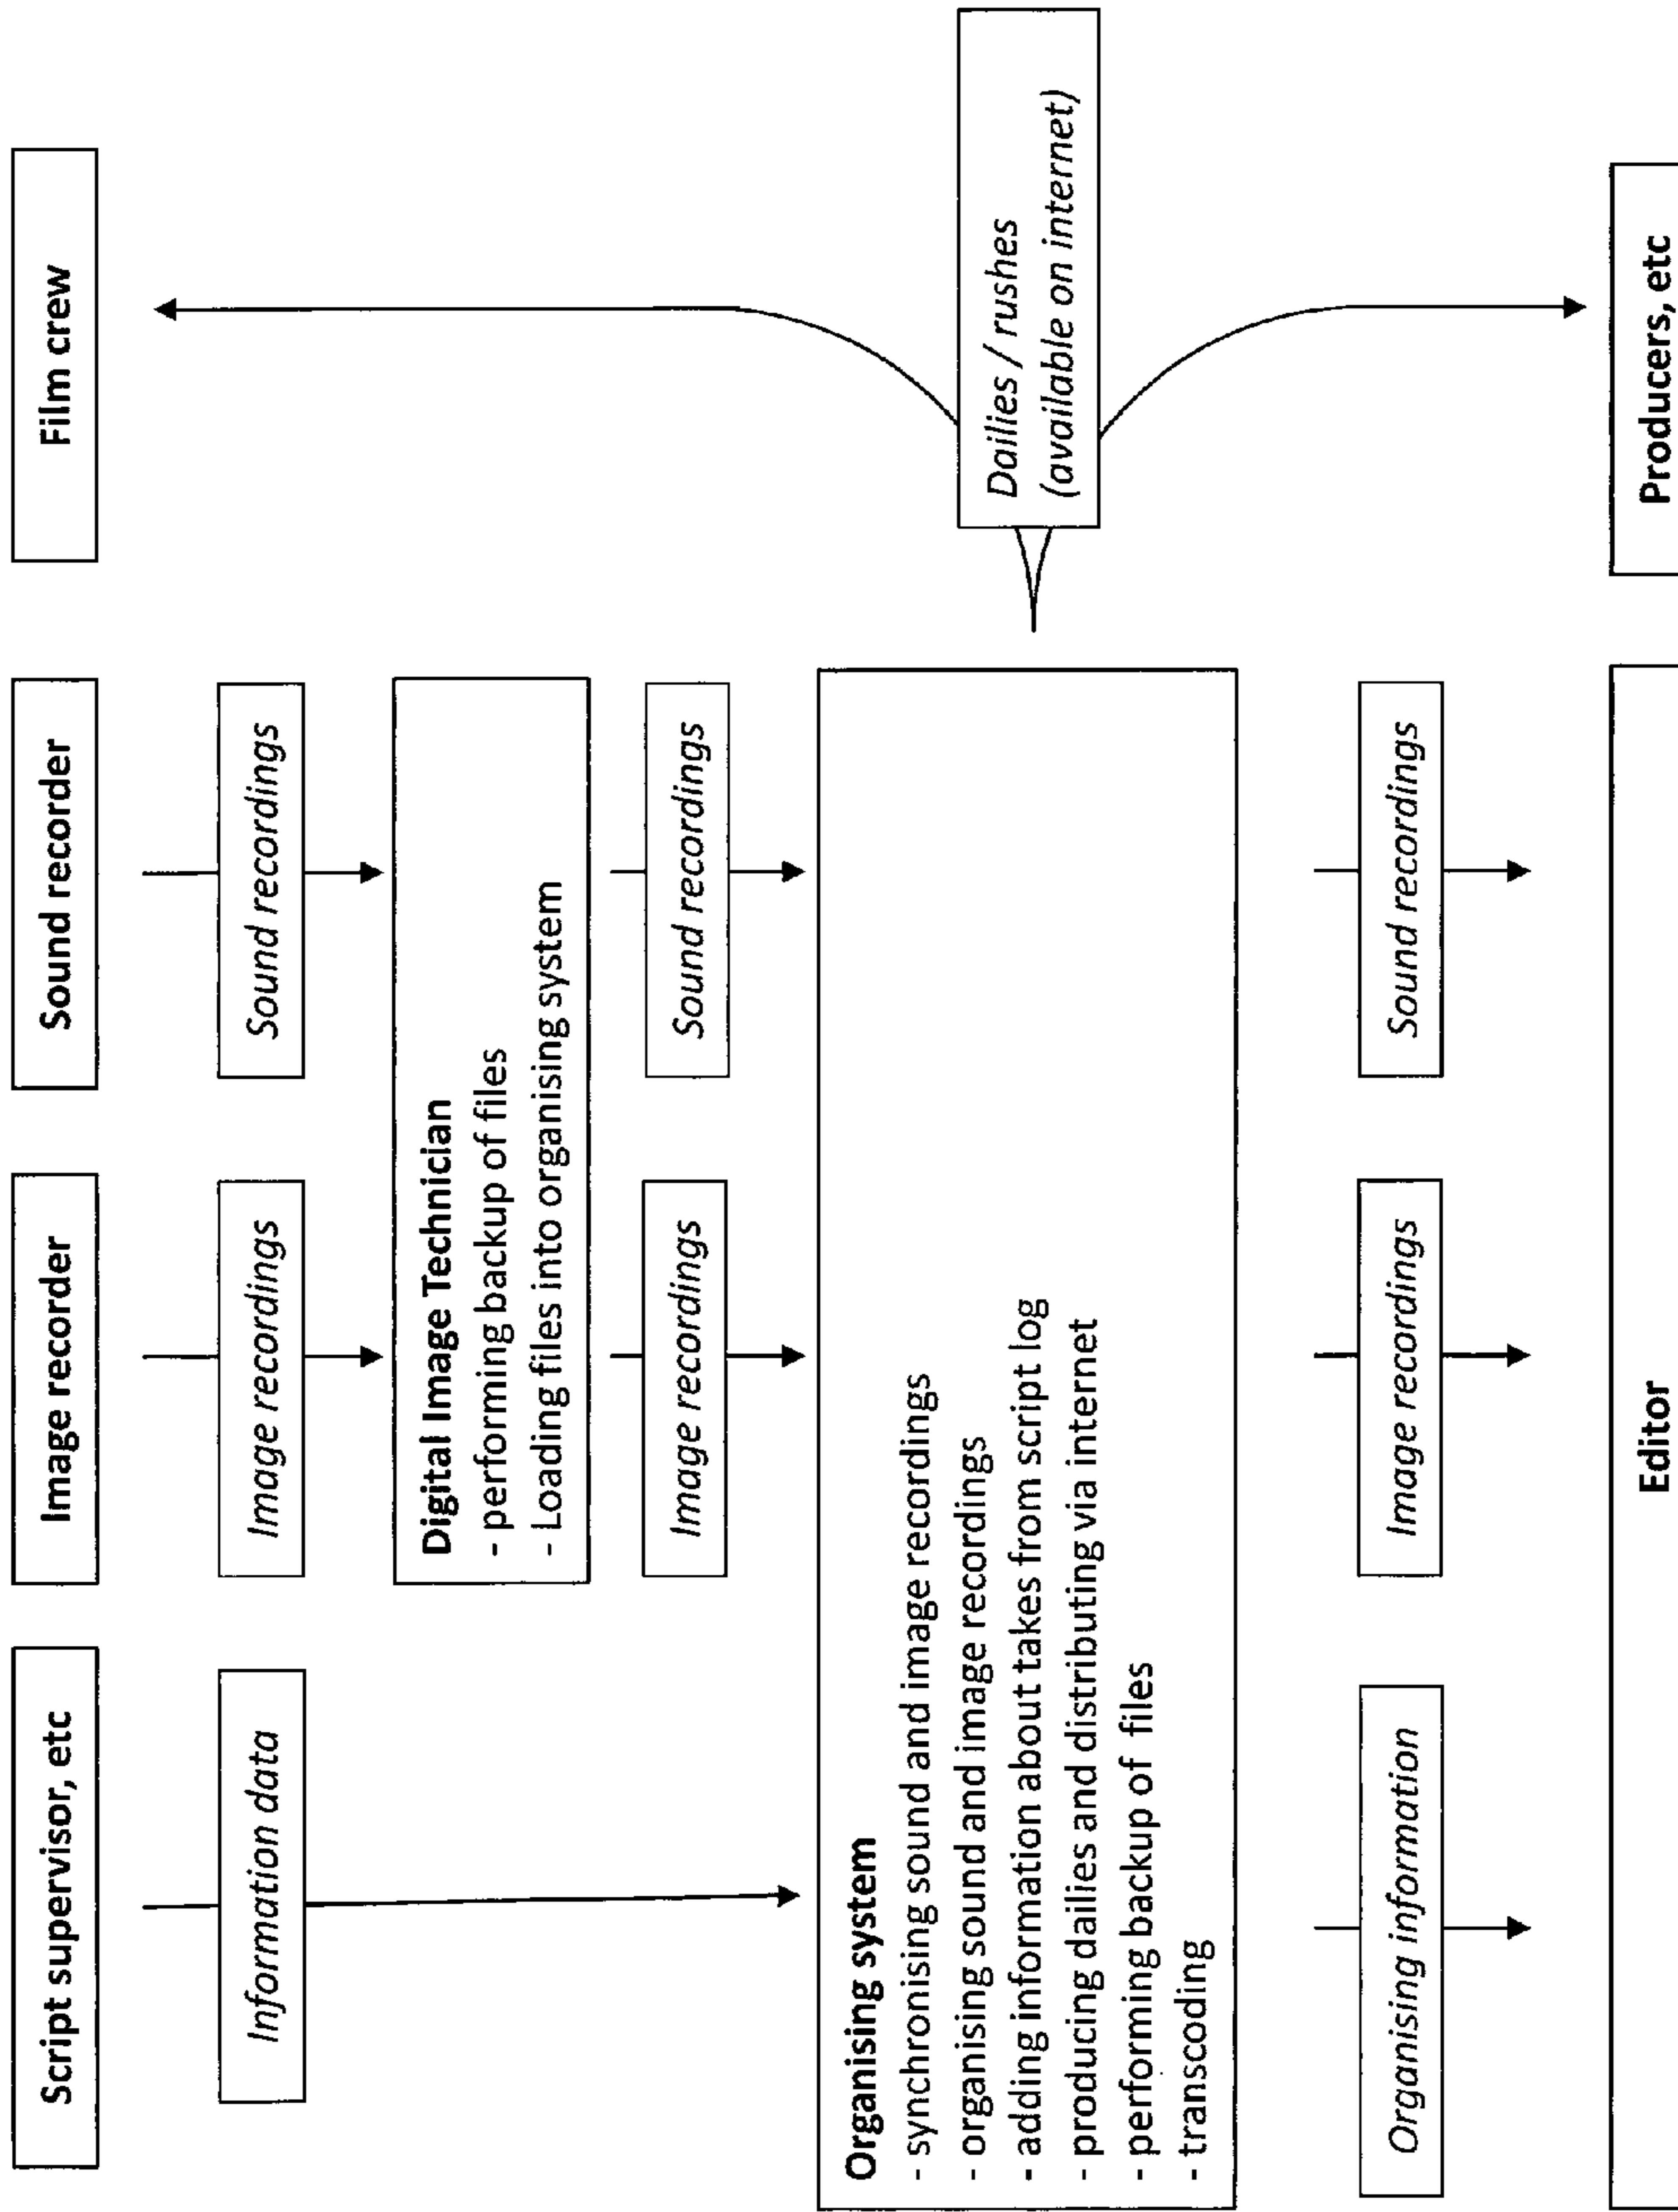 Script supervisor, etc
Image recorder
Sound recorder
Film crew
Information data
Image recordings
Sound recordings
Digital Image Technician
- performing backup of files
- Loading files into organising system
Image recordings
Sound recordings
Organising system
- synchronising sound and image recordings
- organising sound and image recordings
- adding information about takes from script log
- producing dailies and distributing via internet
- performing backup of files
- transcoding
Dailies / rushes
(available on internet)
Organising information
Image recordings
Sound recordings
Editor
Producers, etc